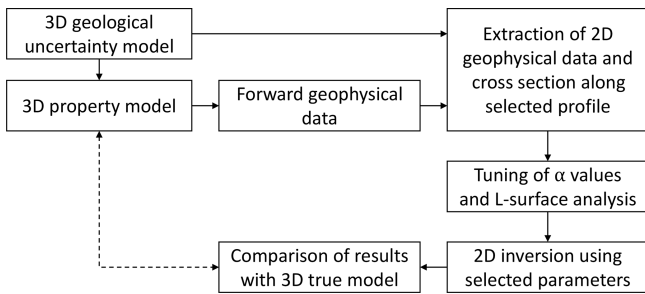 3D geological
uncertainty model
3D property model
Forward geophysical
data
Extraction of 2D
geophysical data and
cross section along
selected profile
Tuning of α values
and L-surface analysis
2D inversion using
selected parameters
Comparison of results
with 3D true model